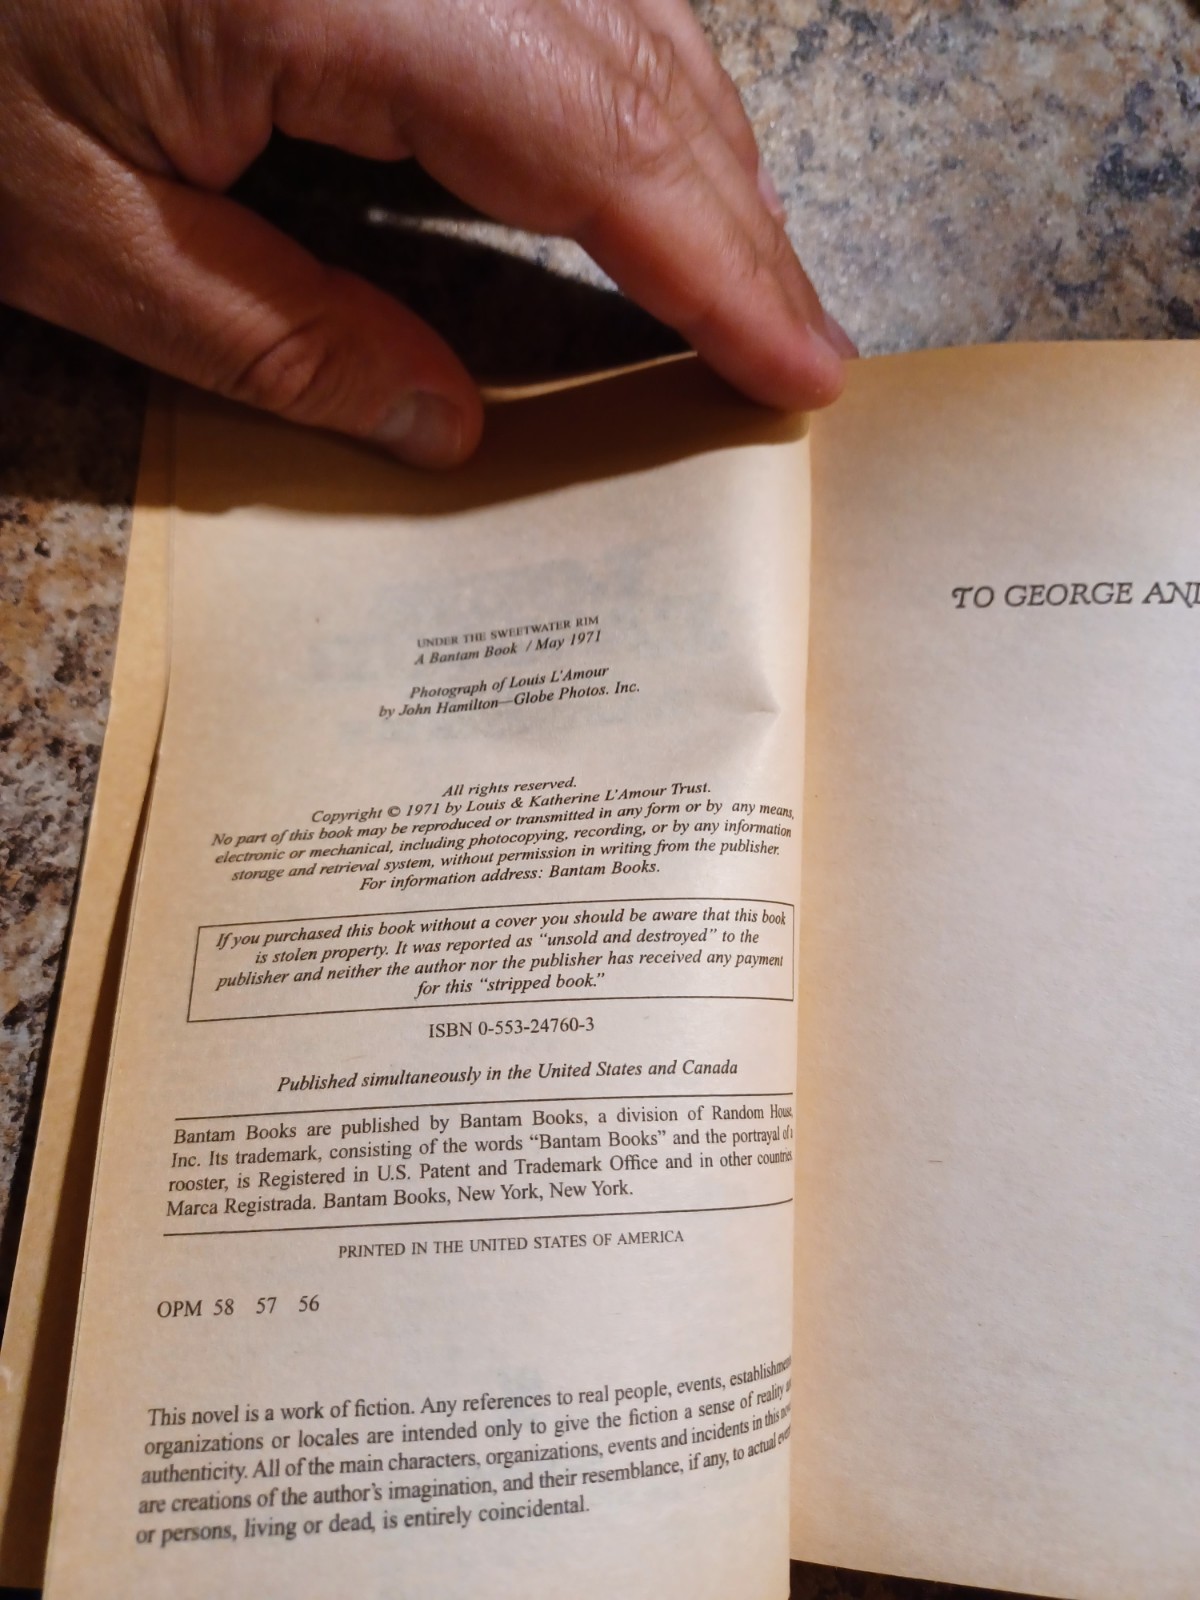 UNDER THE SWEETWATER RIM
A Bantam Book / May 1971
Photograph of Louis L'Amour
by John Hamilton—Globe Photos. Inc.
All rights reserved.
Copyright © 1971 by Louis & Katherine L'Amour Trust.
No part of this book may be reproduced or transmitted in any form or by any means,
electronic or mechanical, including photocopying, recording, or by any information
storage and retrieval system, without permission in writing from the publisher.
For information address: Bantam Books.
If you purchased this book without a cover you should be aware that this book
is stolen property. It was reported as “unsold and destroyed” to the
publisher and neither the author nor the publisher has received any payment
for this “stripped book.”
ISBN 0-553-24760-3
Published simultaneously in the United States and Canada
Bantam Books are published by Bantam Books, a division of Random House,
Inc. Its trademark, consisting of the words “Bantam Books” and the portrayal of a
rooster, is Registered in U.S. Patent and Trademark Office and in other countries
Marca Registrada. Bantam Books, New York, New York.
PRINTED IN THE UNITED STATES OF AMERICA
OPM 58 57 56
This novel is a work of fiction. Any references to real people, events,
organizations or locales are intended only to give the fiction a sense of reality
authenticity. All of the main characters, organizations, events and incidents in this
are creations of the author's imagination, and their resemblance, if any, to actual
or persons, living or dead, is entirely coincidental.
TO GEORGE AND